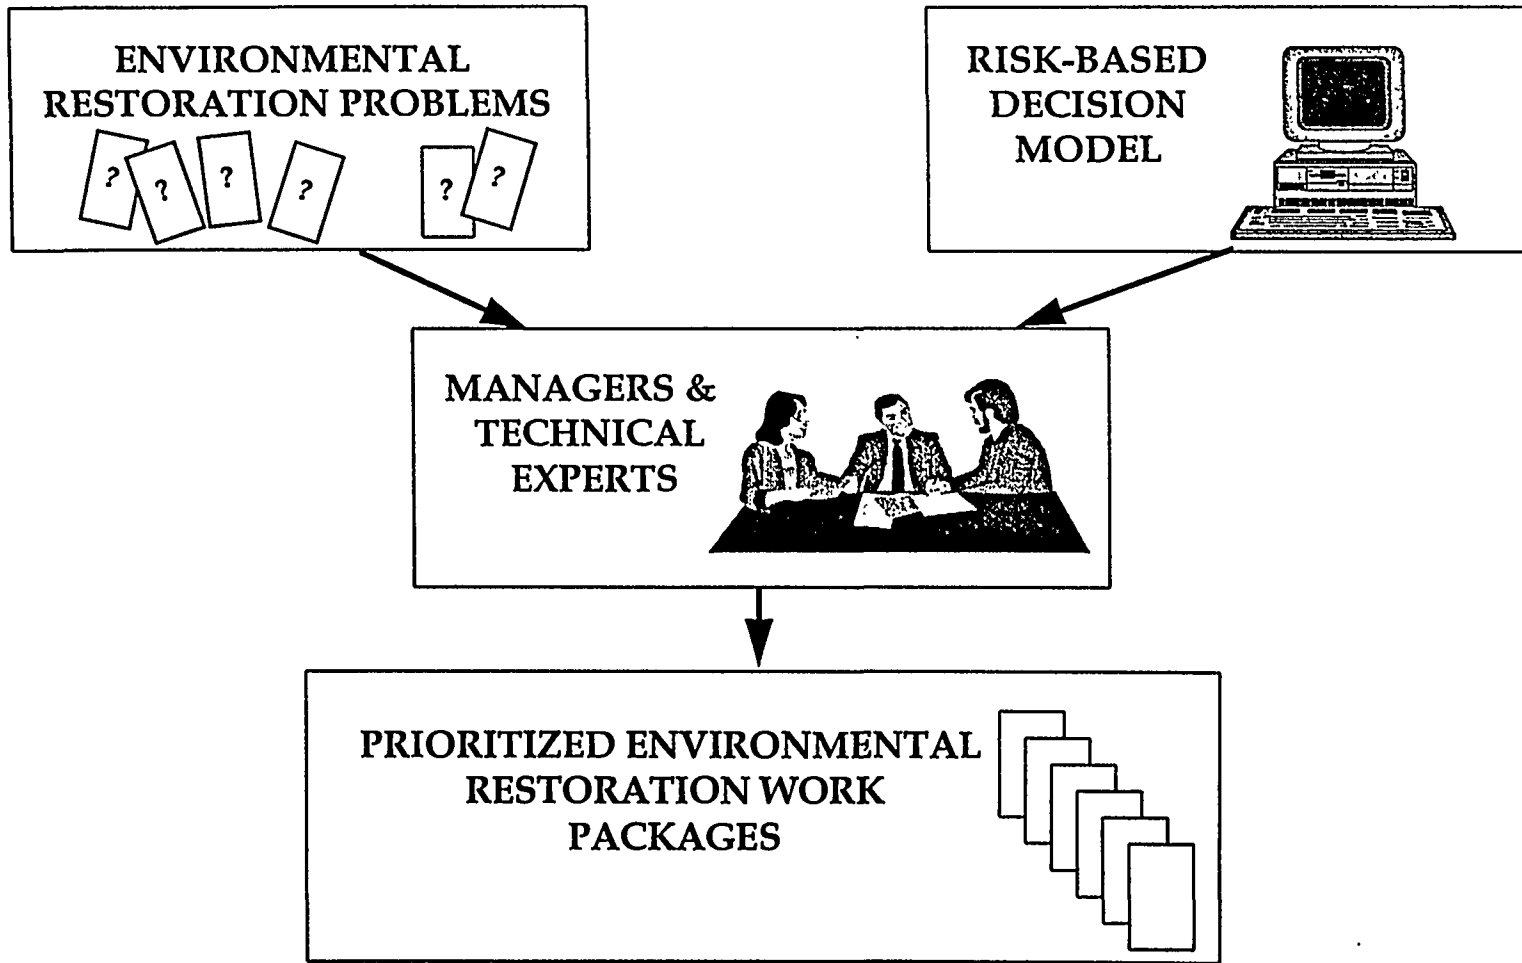 ENVIRONMENTAL
RESTORATION PROBLEMS
? ? ? ? ? ?
RISK-BASED
DECISION
MODEL
MANAGERS &
TECHNICAL
EXPERTS
PRIORITIZED ENVIRONMENTAL
RESTORATION WORK
PACKAGES